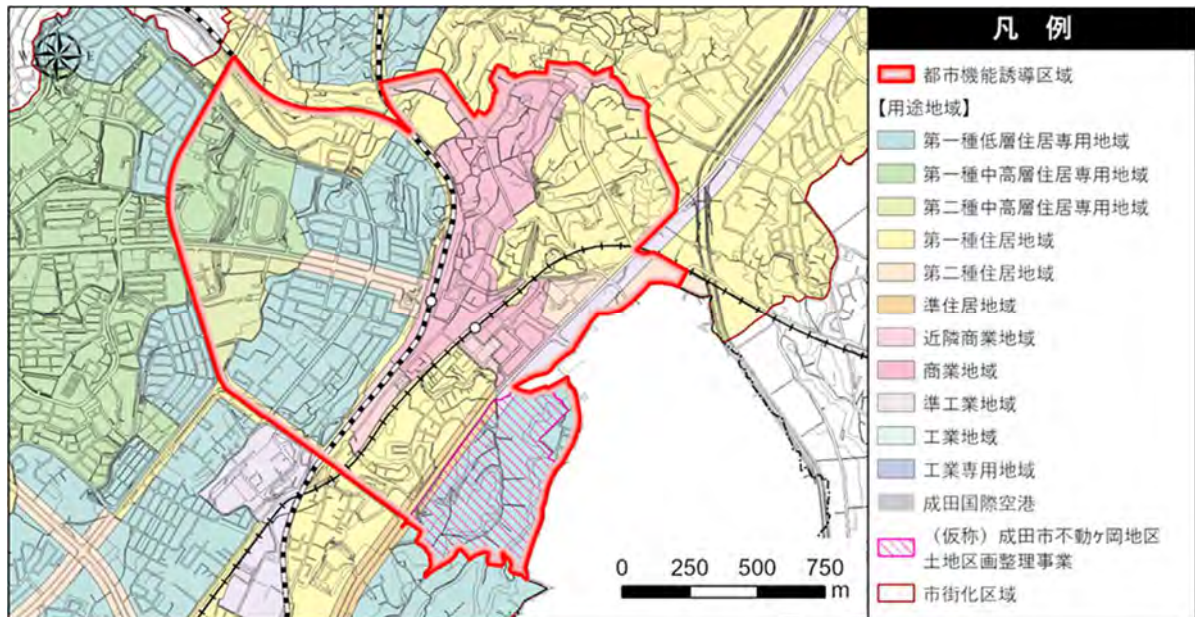 W
E
S
0 250 500 750
m
凡 例
都市機能誘導区域
【用途地域】
第一種低層住居専用地域
第一種中高層住居専用地域
第二種中高層住居専用地域
第一種住居地域
第二種住居地域
準住居地域
近隣商業地域
商業地域
準工業地域
工業地域
工業専用地域
成田国際空港
（仮称）成田市不動ヶ岡地区
土地区画整理事業
市街化区域